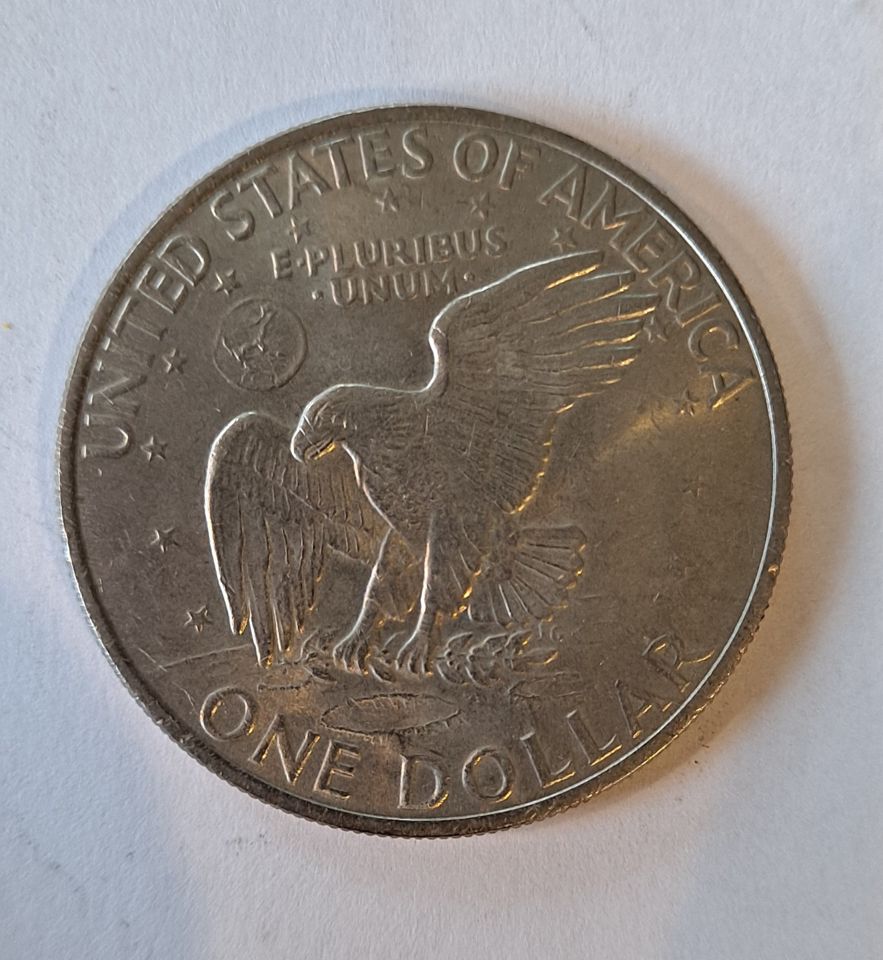 UNITED STATES OF AMERICA
E·PLURIBUS
·UNUM·
ONE DOLLAR